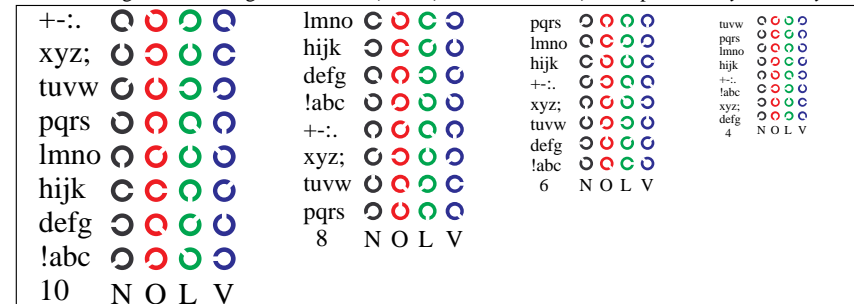 +-:.
xyz;
tuvw
pqrs
lmno
hijk
defg
!abc
10 N O L V
lmno
hijk
defg
!abc
+-:.
xyz;
tuvw
pqrs
8 N O L V
pqrs
lmno
hijk
+-:.
xyz;
tuvw
defg
!abc
6 N O L V
tuvw
pqrs
lmno
hijk
+-:.
!abc
xyz;
defg
4 N O L V